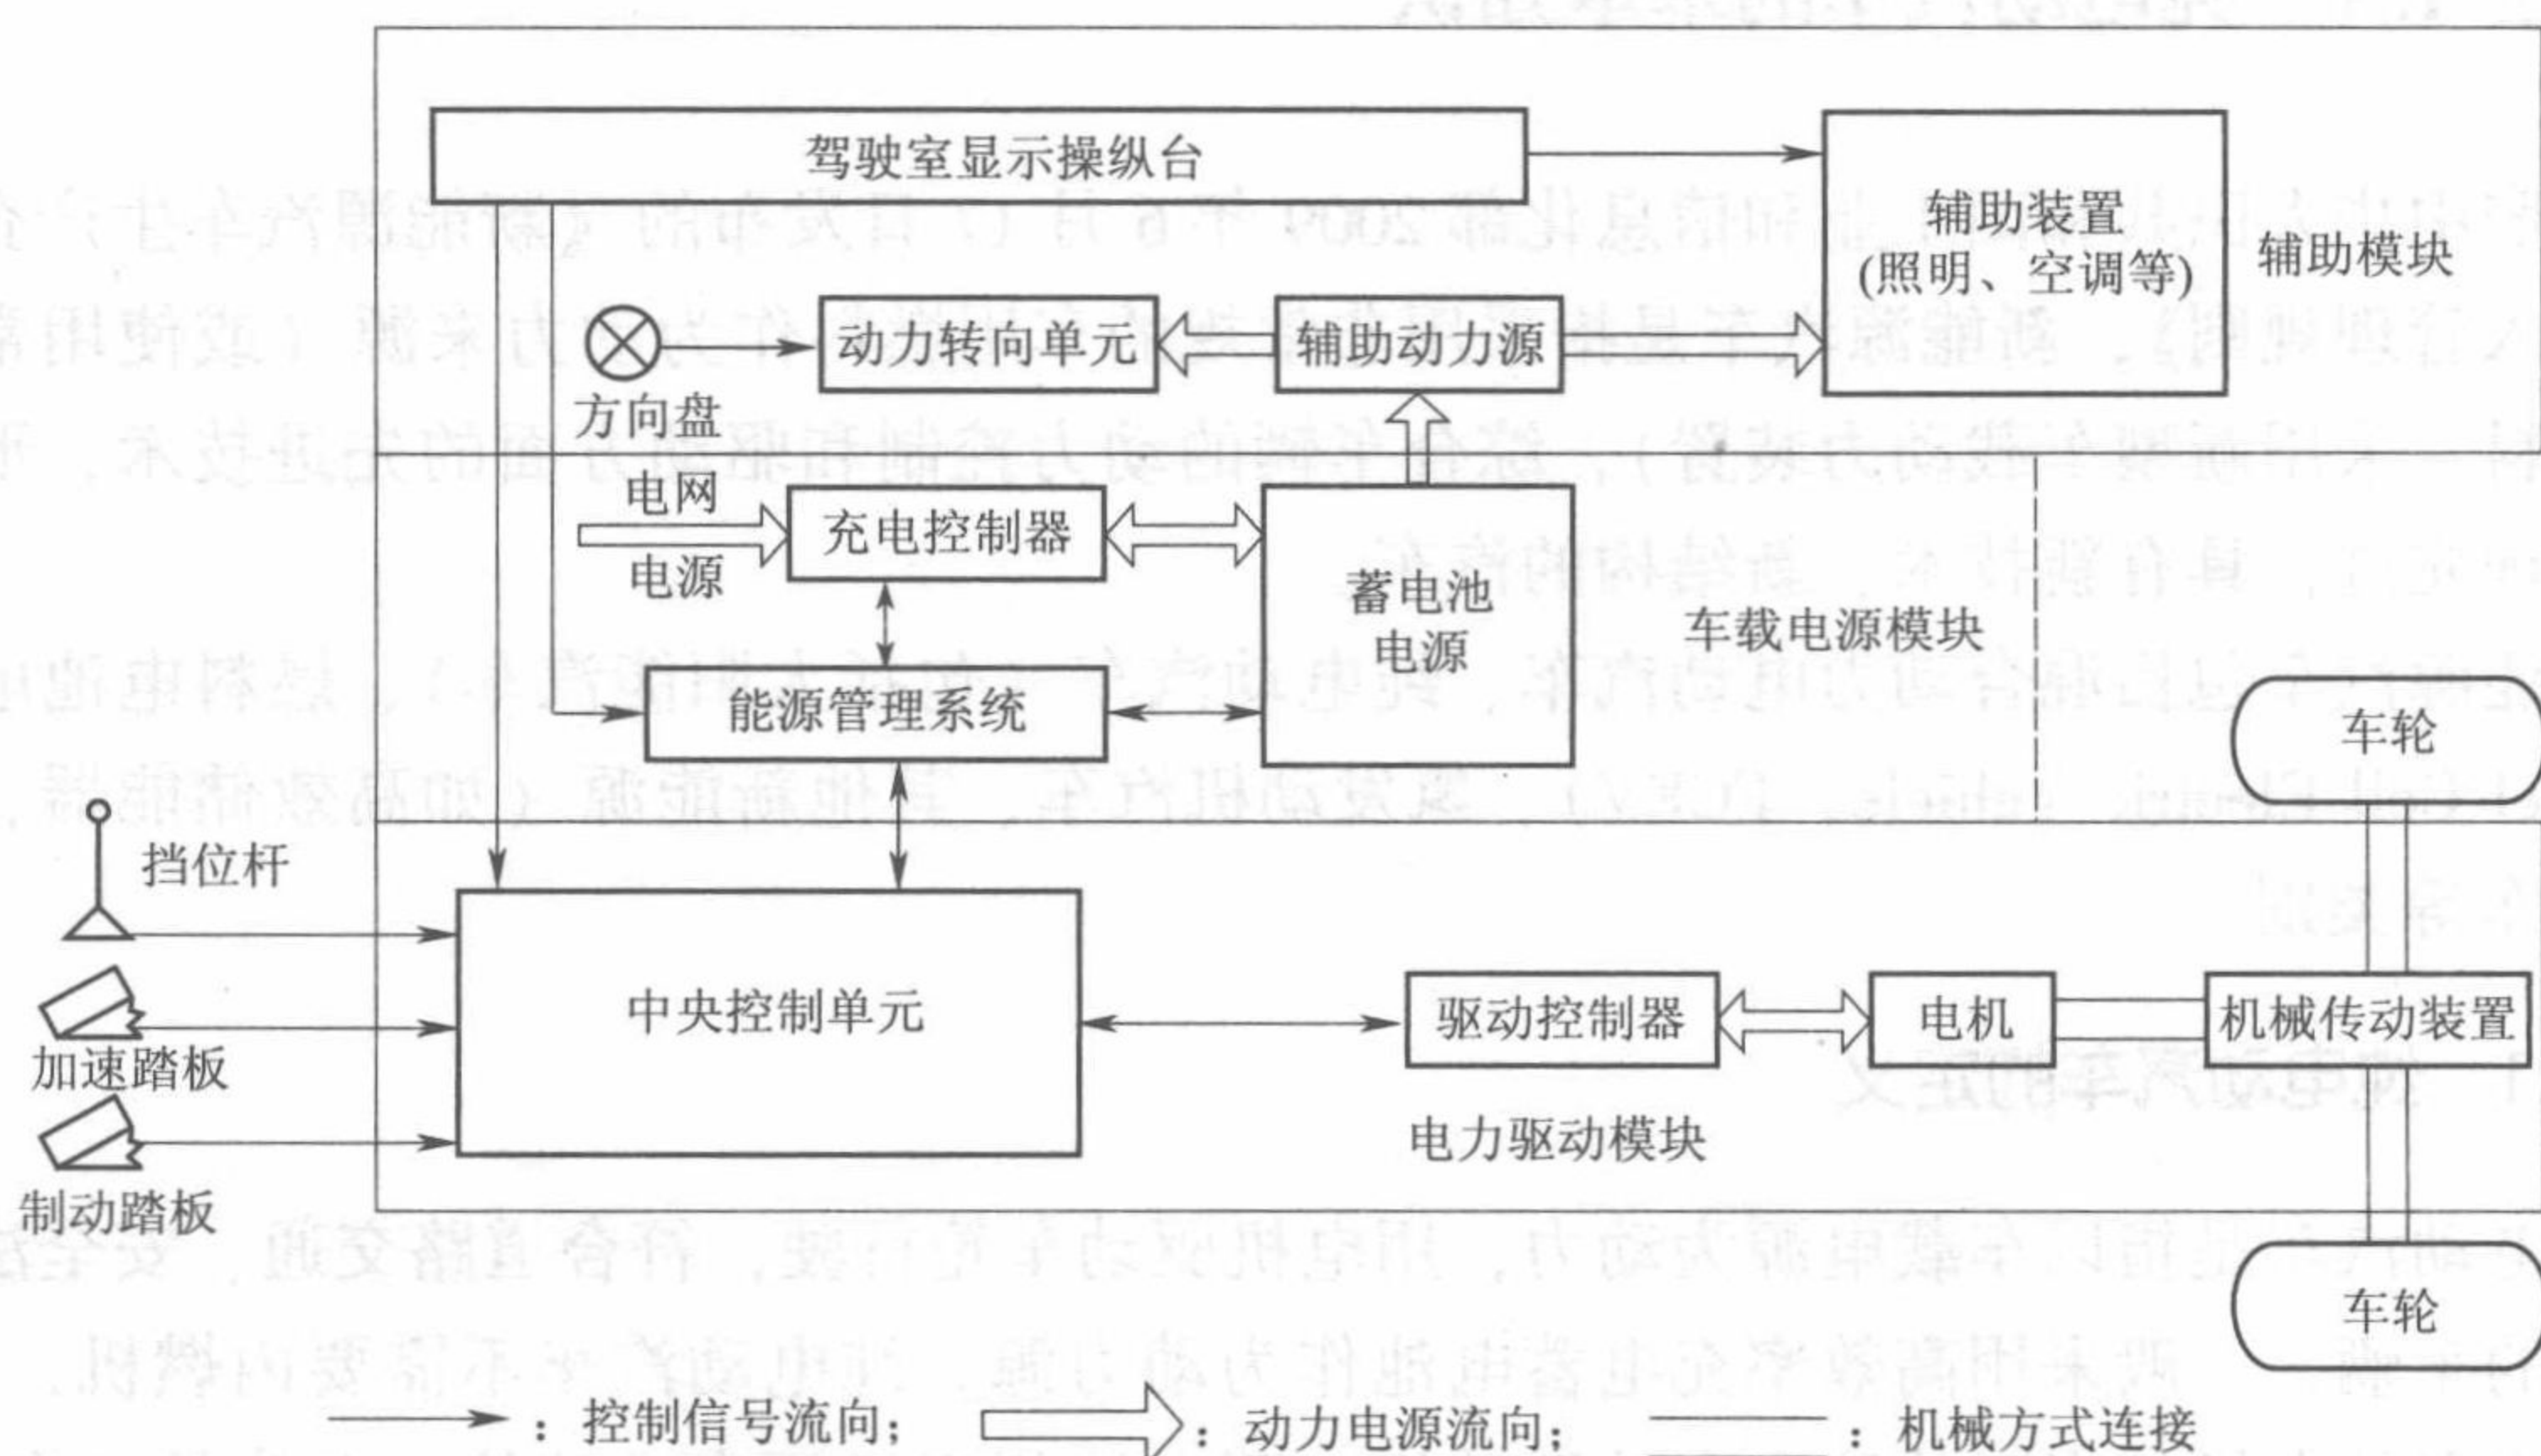 驾驶室显示操纵台
辅助装置
(照明、空调等)
辅助模块
动力转向单元
辅助动力源
方向盘
电网
电源
充电控制器
蓄电池
电源
车载电源模块
能源管理系统
车轮
挡位杆
加速踏板
制动踏板
中央控制单元
驱动控制器
电机
机械传动装置
电力驱动模块
车轮
：控制信号流向；
：动力电源流向；
：机械方式连接